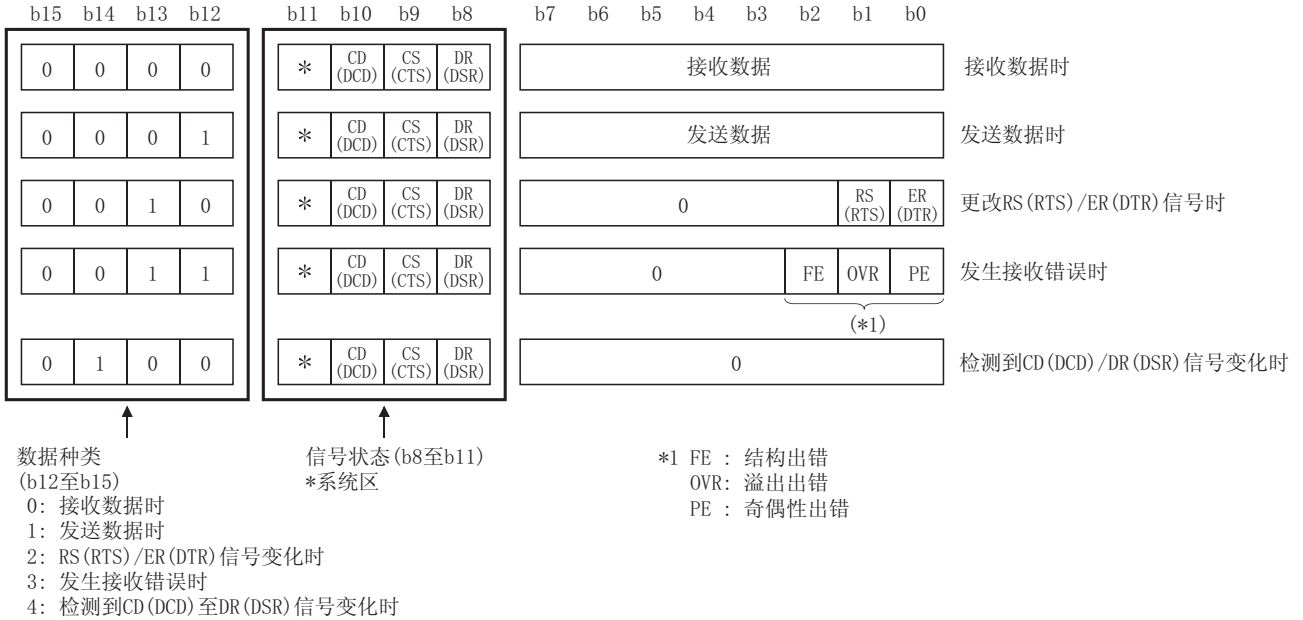 b15 b14 b13 b12 b11 b10 b9 b8 b7 b6 b5 b4 b3 b2 b1 b0
0 0 0 0 * CD(DCD) CS(CTS) DR(DSR) 接收数据 接收数据时
0 0 0 1 * CD(DCD) CS(CTS) DR(DSR) 发送数据 发送数据时
0 0 1 0 * CD(DCD) CS(CTS) DR(DSR) 0 RS(RTS) ER(DTR) 更改RS(RTS)/ER(DTR)信号时
0 0 1 1 * CD(DCD) CS(CTS) DR(DSR) 0 FE OVR PE 发生接收错误时
(*1)
0 1 0 0 * CD(DCD) CS(CTS) DR(DSR) 0 检测到CD(DCD)/DR(DSR)信号变化时
数据种类
(b12至b15)
0: 接收数据时
1: 发送数据时
2: RS(RTS)/ER(DTR)信号变化时
3: 发生接收错误时
4: 检测到CD(DCD)至DR(DSR)信号变化时
信号状态(b8至b11)
*系统区
*1 FE : 结构出错
OVR: 溢出出错
PE : 奇偶性出错